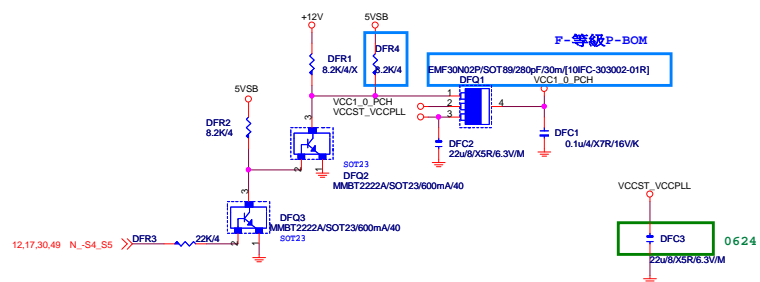 +12V
5VSB
F-等級P-BOM
DFR1
8.2K/4/X
DFR4
8.2K/4
EMF30N02P/SOT89/280pF/30m/[10IFC-303002-01R]
DFQ1
VCC1_0_PCH
5VSB
VCC1_0_PCH
VCCST_VCCPLL
1
2
3
4
DFR2
8.2K/4
3
2
1
SOT23
DFQ2
MMBT2222A/SOT23/600mA/40
DFC2
22u/8/X5R/6.3V/M
DFC1
0.1u/4/X7R/16V/K
VCCST_VCCPLL
3
2
1
DFQ3
MMBT2222A/SOT23/600mA/40
SOT23
12,17,30,49 N_-S4_S5
DFR3
22K/4
DFC3
22u/8/X5R/6.3V/M
0624